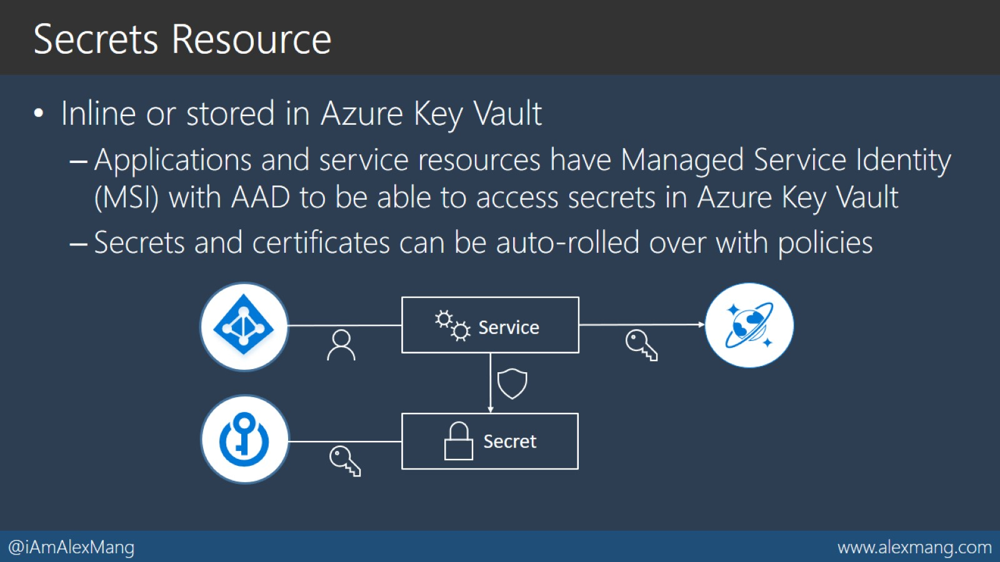 Secrets Resource
• Inline or stored in Azure Key Vault
– Applications and service resources have Managed Service Identity
(MSI) with AAD to be able to access secrets in Azure Key Vault
– Secrets and certificates can be auto-rolled over with policies
Service
Secret
@iAmAlexMang
www.alexmang.com